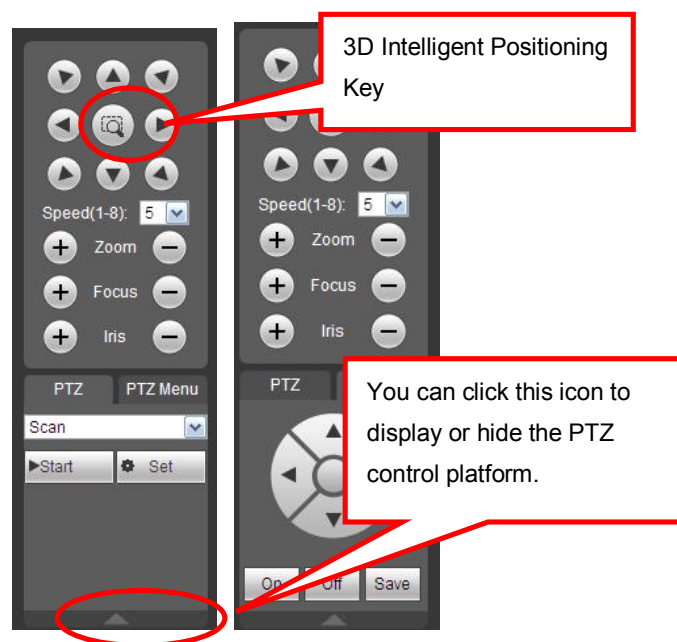 3D Intelligent Positioning
Key
Speed(1-8): 5
Zoom
Focus
Iris
PTZ PTZ Menu
Scan
Start Set
Speed(1-8): 5
Zoom
Focus
Iris
PTZ
You can click this icon to
display or hide the PTZ
control platform.
On Off Save